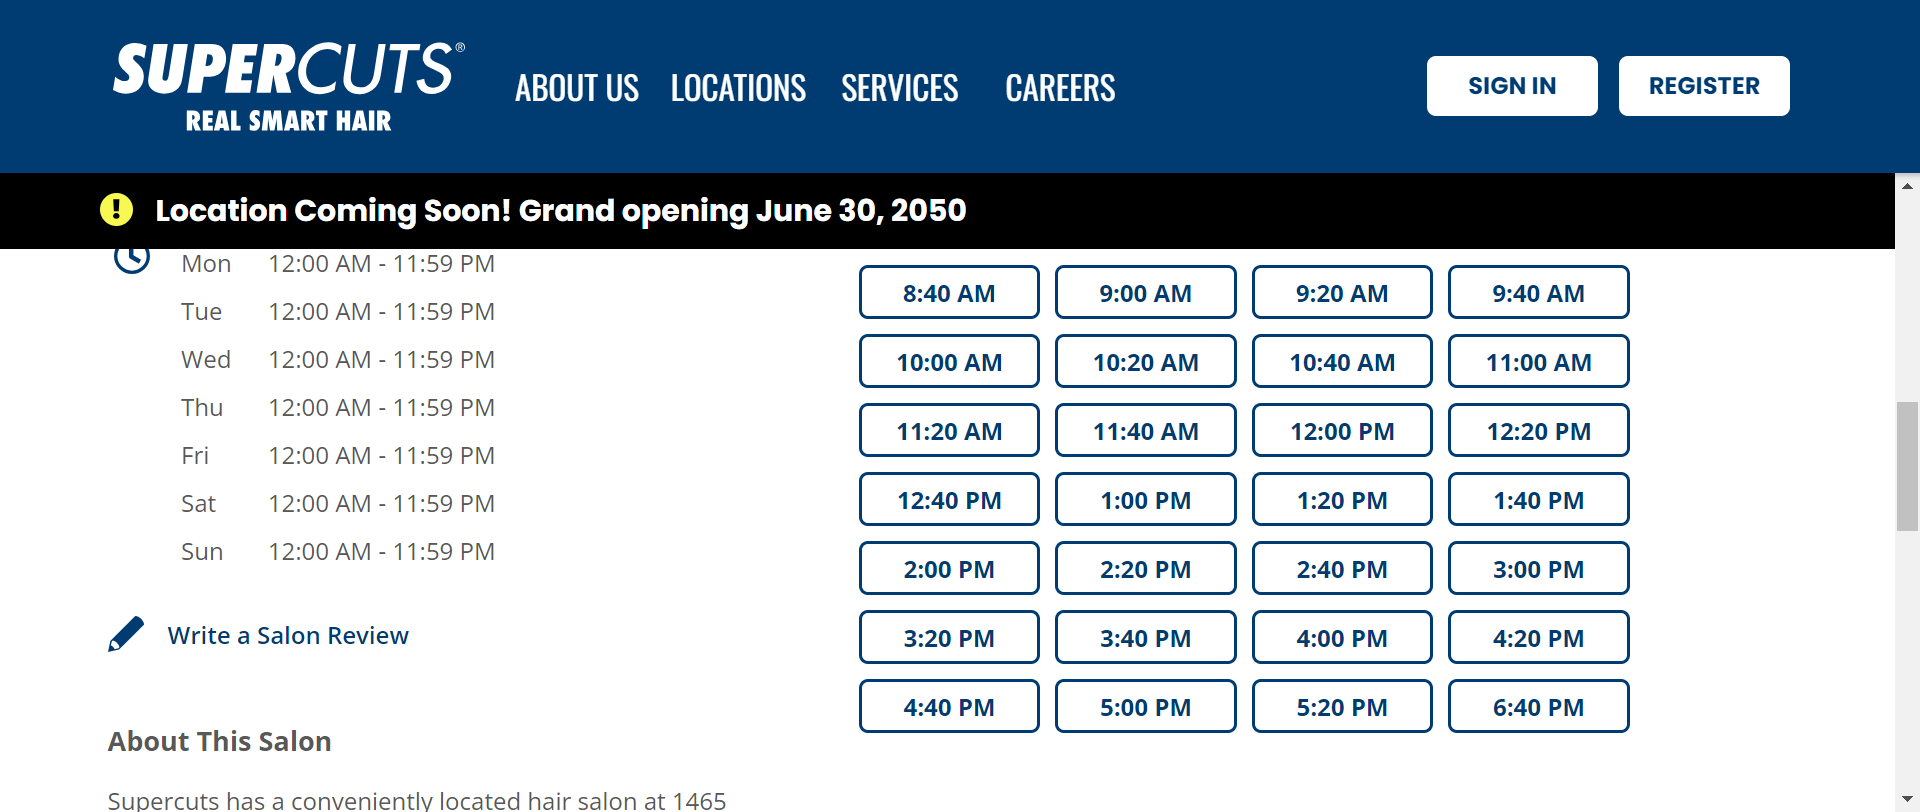 SUPERCUTS®
REAL SMART HAIR
ABOUT US LOCATIONS SERVICES CAREERS
SIGN IN REGISTER
Location Coming Soon! Grand opening June 30, 2050
Mon 12:00 AM - 11:59 PM
Tue 12:00 AM - 11:59 PM
Wed 12:00 AM - 11:59 PM
Thu 12:00 AM - 11:59 PM
Fri 12:00 AM - 11:59 PM
Sat 12:00 AM - 11:59 PM
Sun 12:00 AM - 11:59 PM
Write a Salon Review
About This Salon
Supercuts has a conveniently located hair salon at 1465
8:40 AM 9:00 AM 9:20 AM 9:40 AM
10:00 AM 10:20 AM 10:40 AM 11:00 AM
11:20 AM 11:40 AM 12:00 PM 12:20 PM
12:40 PM 1:00 PM 1:20 PM 1:40 PM
2:00 PM 2:20 PM 2:40 PM 3:00 PM
3:20 PM 3:40 PM 4:00 PM 4:20 PM
4:40 PM 5:00 PM 5:20 PM 6:40 PM